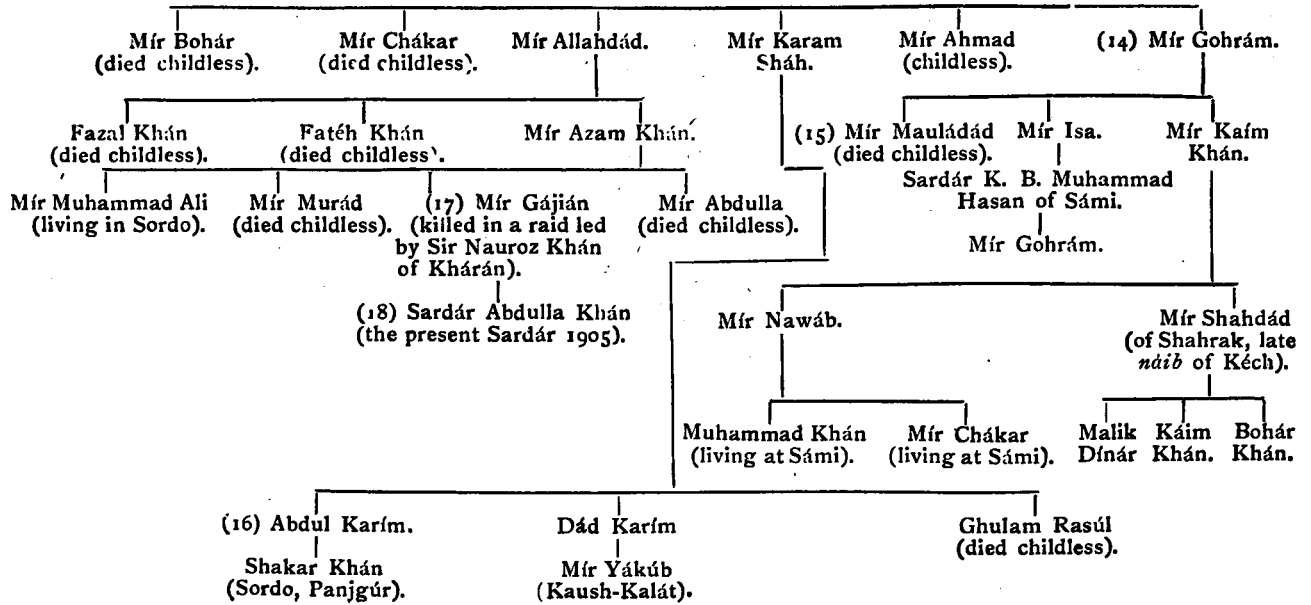 Mír Bohár
(died childless).
Mír Chákar
(died childless).
Mír Allahdád.
Mír Karam
Sháh.
Mír Ahmad
(childless).
(14) Mír Gohrám.
Fazal Khán
(died childless).
Fatéh Khán
(died childless).
Mír Azam Khán.
(15) Mír Mauládád
(died childless).
Mír Isa.
Mír Kaím
Khán.
Sardár K. B. Muhammad
Hasan of Sámi.
Mír Gohrám.
Mír Muhammad Ali
(living in Sordo).
Mír Murád
(died childless).
(17) Mír Gájián
(killed in a raid led
by Sir Nauroz Khán
of Khárán).
Mír Abdulla
(died childless).
(18) Sardár Abdulla Khán
(the present Sardár 1905).
Mír Nawáb.
Mír Shahdád
(of Shahrak, late
náib of Kéch).
Muhammad Khán
(living at Sámi).
Mír Chákar
(living at Sámi).
Malik
Dínár
Káim
Khán.
Bohár
Khán.
(16) Abdul Karím.
Dád Karím
Ghulam Rasúl
(died childless).
Shakar Khán
(Sordo, Panjgúr).
Mír Yákúb
(Kaush-Kalát).